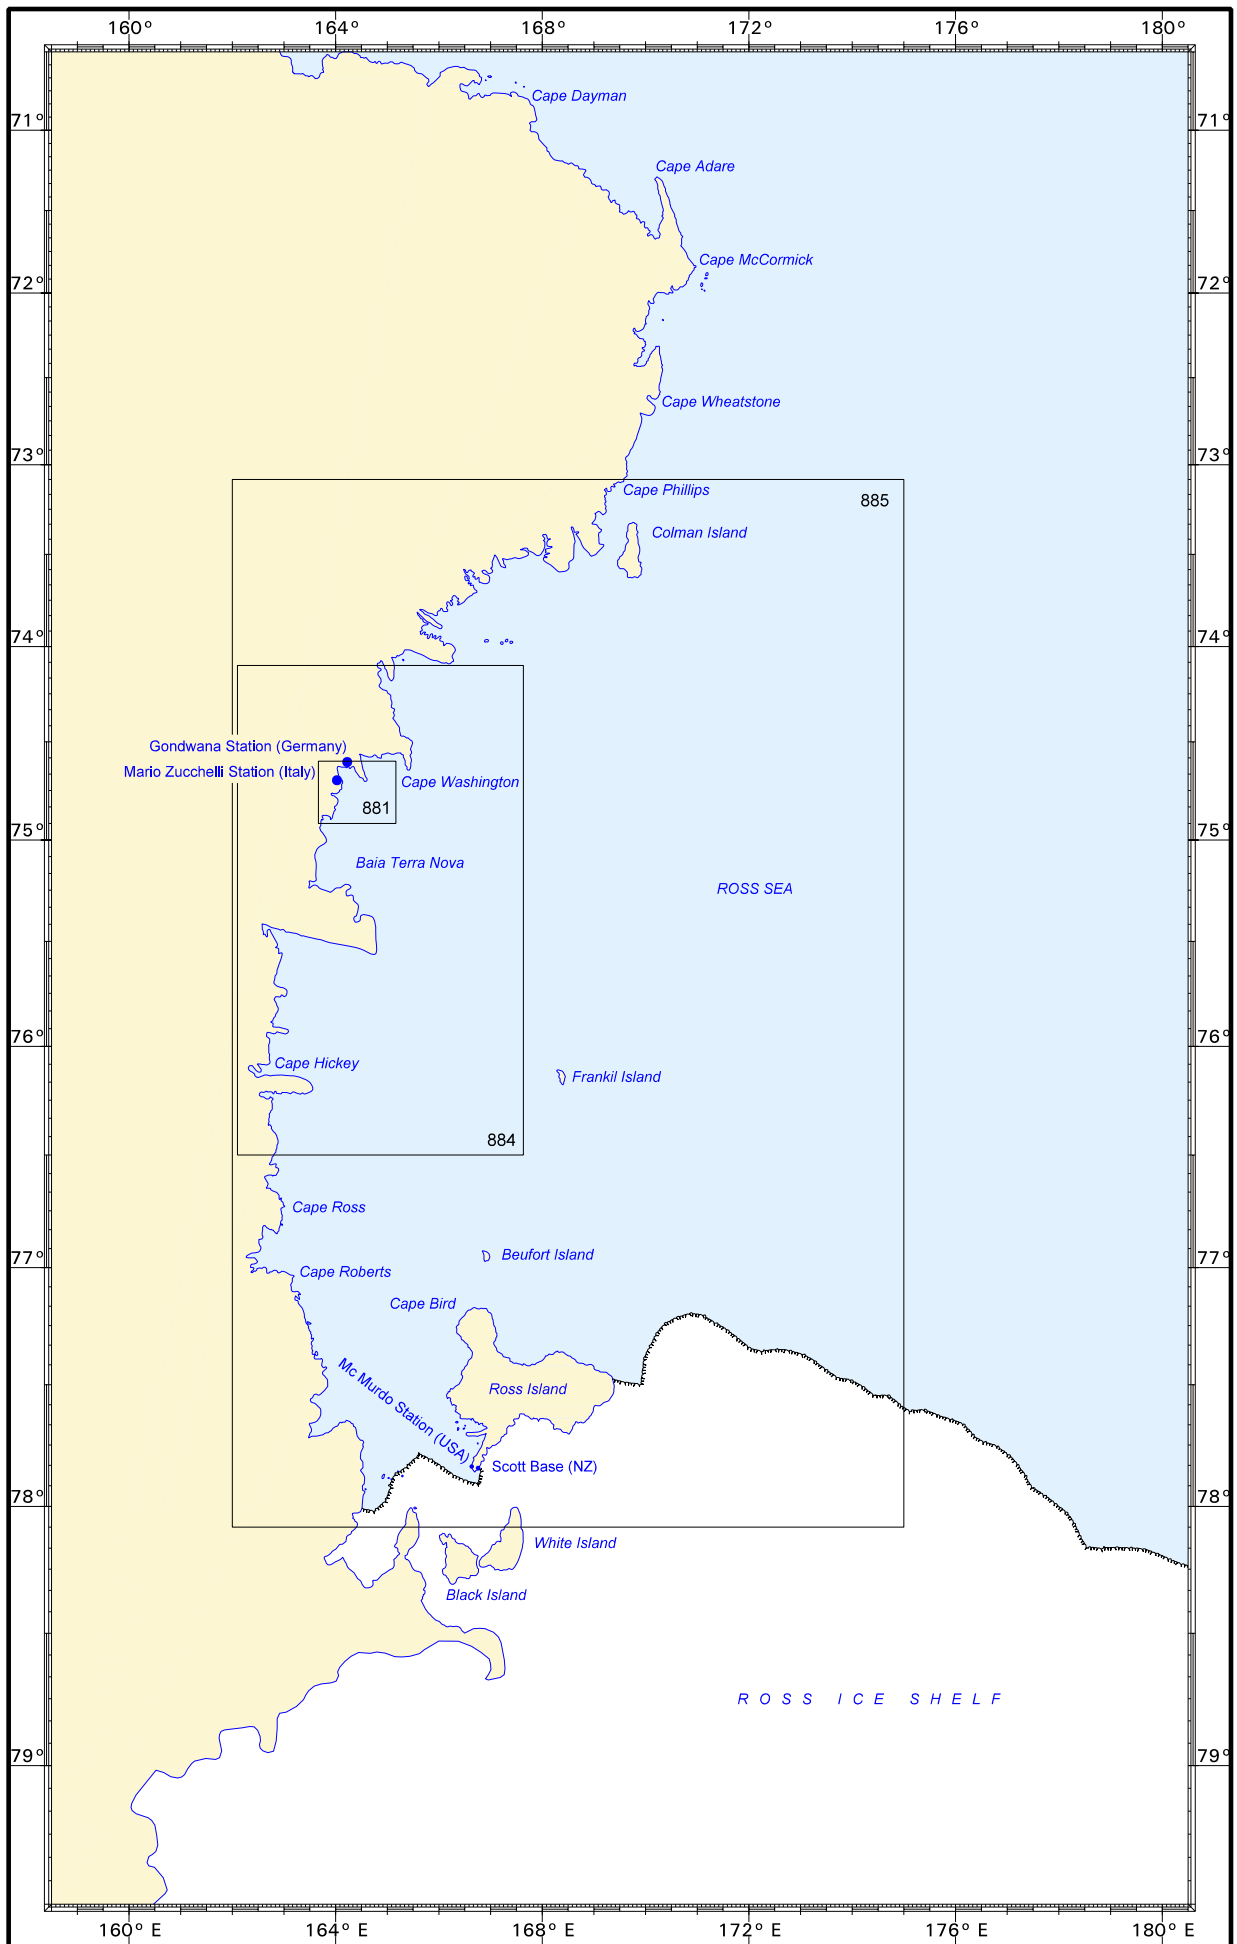 160° 164° 168° 172° 176° 180°
Cape Dayman
71° 71°
Cape Adare
Cape McCormick
72° 72°
Cape Wheatstone
73° 73°
Cape Phillips
885
Colman Island
74° 74°
Gondwana Station (Germany)
Mario Zucchelli Station (Italy)
Cape Washington
881
75° 75°
Baia Terra Nova
ROSS SEA
76° 76°
Cape Hickey
Frankil Island
884
Cape Ross
Beufort Island
77° 77°
Cape Roberts
Cape Bird
Mc Murdo Station (USA)
Ross Island
Scott Base (NZ)
78° 78°
White Island
Black Island
ROSS ICE SHELF
79° 79°
160° E 164° E 168° E 172° E 176° E 180° E